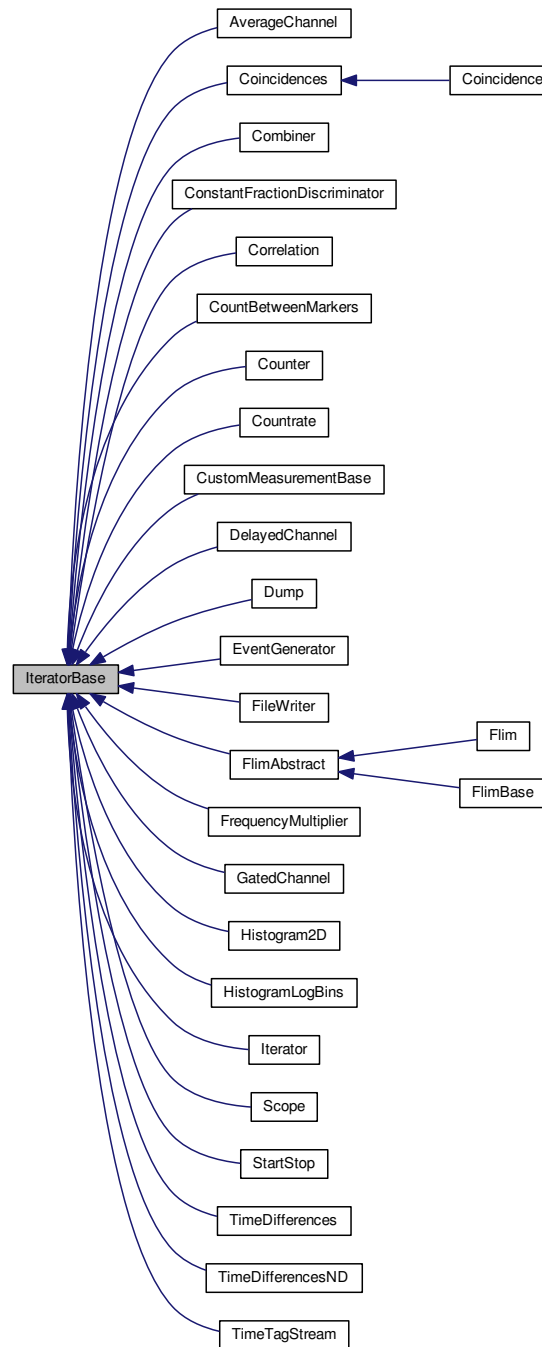 AverageChannel
Coincidences
Coincidence
Combiner
ConstantFractionDiscriminator
Correlation
CountBetweenMarkers
Counter
Countrate
CustomMeasurementBase
DelayedChannel
Dump
EventGenerator
IteratorBase
FileWriter
Flim
FlimAbstract
FlimBase
FrequencyMultiplier
GatedChannel
Histogram2D
HistogramLogBins
Iterator
Scope
StartStop
TimeDifferences
TimeDifferencesND
TimeTagStream